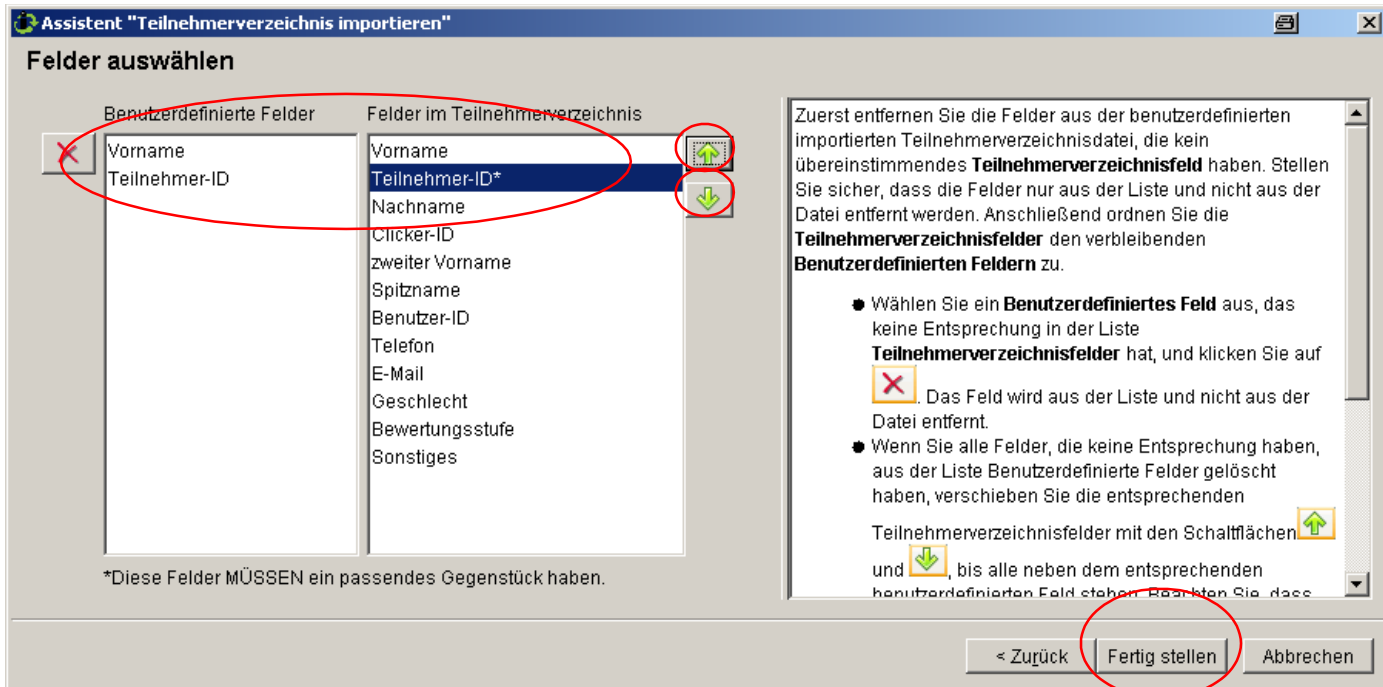 Assistent "Teilnehmerverzeichnis importieren"
Felder auswählen
Benutzerdefinierte Felder
Vorname
Teilnehmer-ID
Felder im Teilnehmerverzeichnis
Vorname
Teilnehmer-ID*
Nachname
Clicker-ID
zweiter Vorname
Spitzname
Benutzer-ID
Telefon
E-Mail
Geschlecht
Bewertungsstufe
Sonstiges
*Diese Felder MÜSSEN ein passendes Gegenstück haben.
Zuerst entfernen Sie die Felder aus der benutzerdefinierten
importierten Teilnehmerverzeichnisdatei, die kein
übereinstimmendes Teilnehmerverzeichnisfeld haben. Stellen
Sie sicher, dass die Felder nur aus der Liste und nicht aus der
Datei entfernt werden. Anschließend ordnen Sie die
Teilnehmerverzeichnisfelder den verbleibenden
Benutzerdefinierten Feldern zu.
Wählen Sie ein Benutzerdefiniertes Feld aus, das
keine Entsprechung in der Liste
Teilnehmerverzeichnisfelder hat, und klicken Sie auf
. Das Feld wird aus der Liste und nicht aus der
Datei entfernt.
Wenn Sie alle Felder, die keine Entsprechung haben,
aus der Liste Benutzerdefinierte Felder gelöscht
haben, verschieben Sie die entsprechenden
Teilnehmerverzeichnisfelder mit den Schaltflächen
und , bis alle neben dem entsprechenden
benutzerdefinierten Feld stehen. Beachten Sie, dass
< Zurück
Fertig stellen
Abbrechen